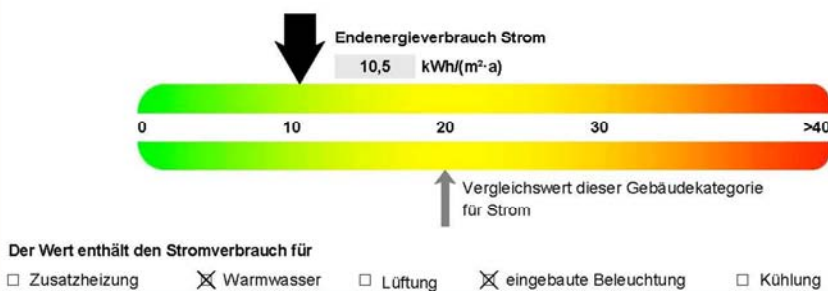 Endenergieverbrauch Strom
10,5 kWh/(m²·a)
0 10 20 30 >40
Vergleichswert dieser Gebäudekategorie
für Strom
Der Wert enthält den Stromverbrauch für
☐ Zusatzheizung ☒ Warmwasser ☐ Lüftung ☒ eingebaute Beleuchtung ☐ Kühlung